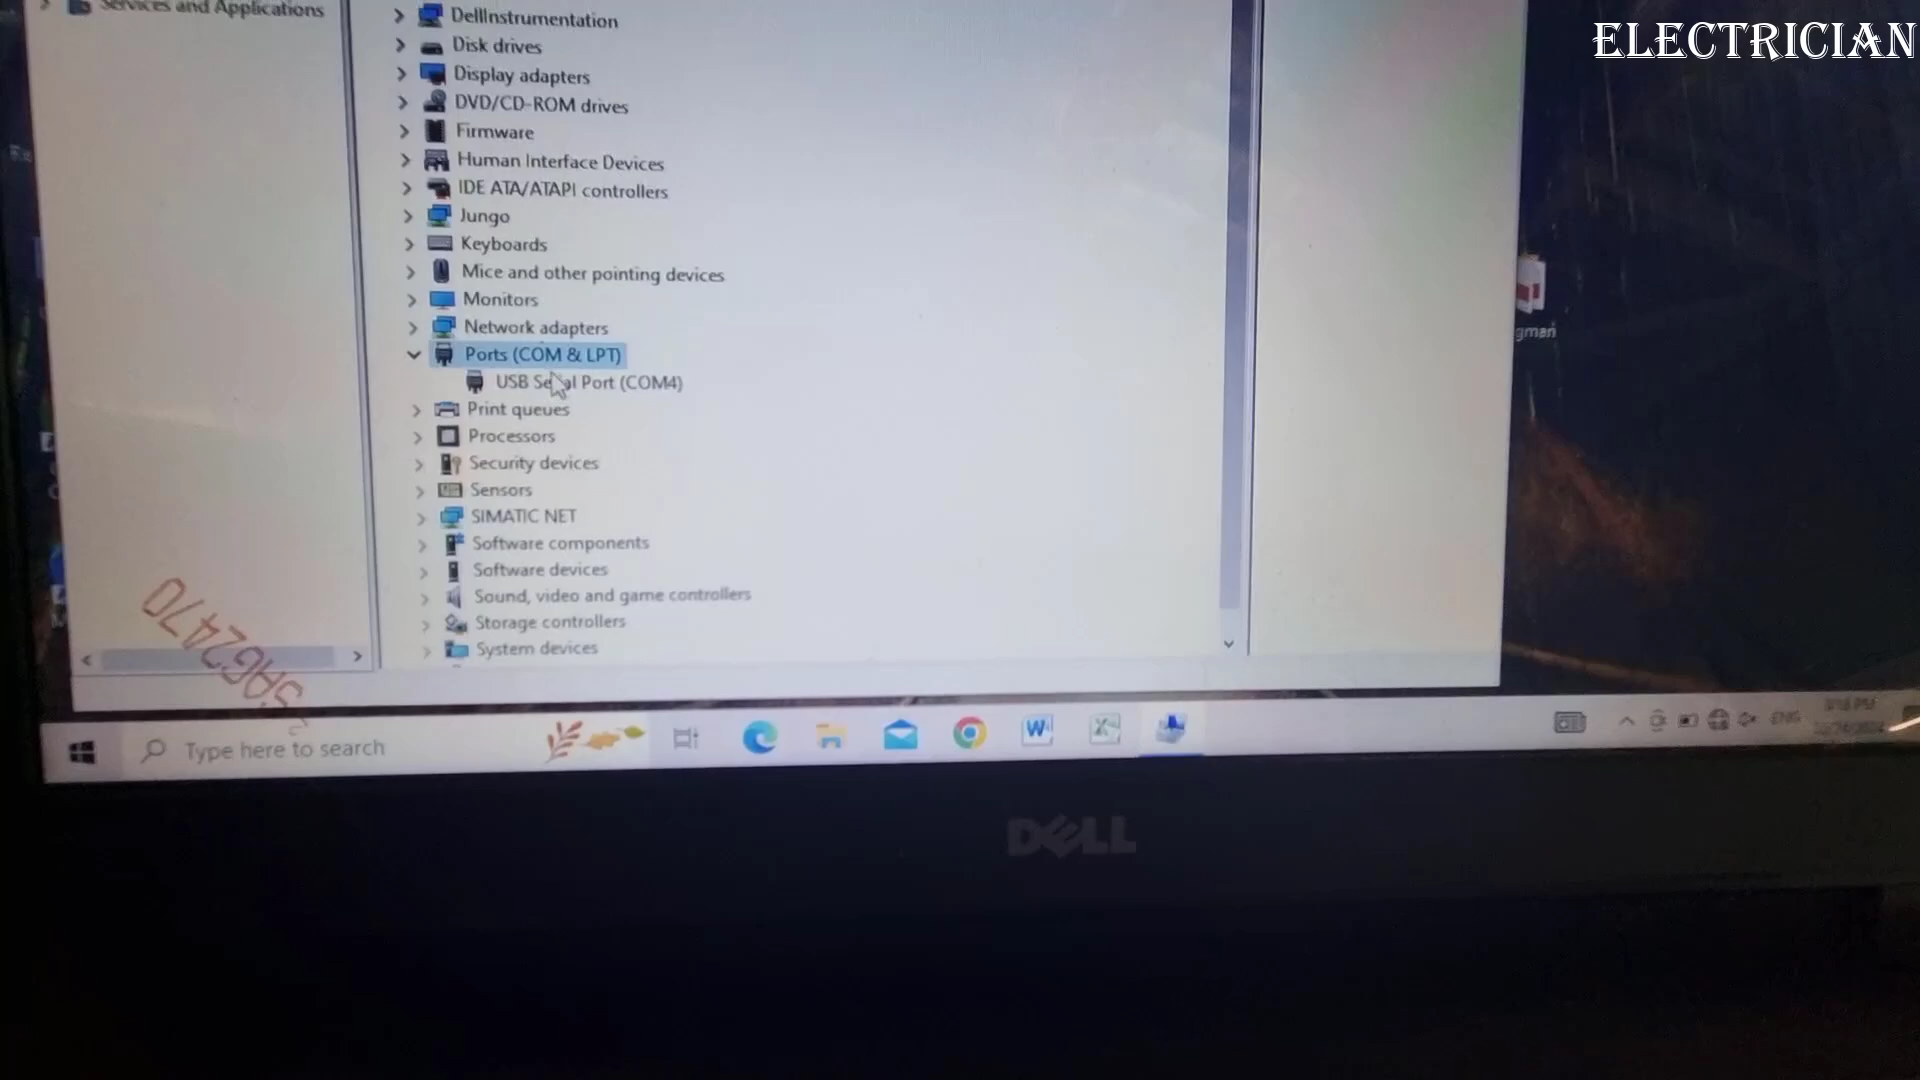 ELECTRICIAN
Services and Applications
DellInstrumentation
Disk drives
Display adapters
DVD/CD-ROM drives
Firmware
Human Interface Devices
IDE ATA/ATAPI controllers
Jungo
Keyboards
Mice and other pointing devices
Monitors
Network adapters
Ports (COM & LPT)
USB Serial Port (COM4)
Print queues
Processors
Security devices
Sensors
SIMATIC NET
Software components
Software devices
Sound, video and game controllers
Storage controllers
System devices
gman
Type here to search
ENG
DELL